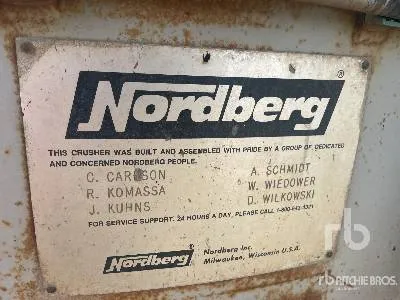 Nordberg ®
THIS CRUSHER WAS BUILT AND ASSEMBLED WITH PRIDE BY A GROUP OF DEDICATED
AND CONCERNED NORDBERG PEOPLE.
C. CARLSON A. SCHMIDT
R. KOMASSA W. WIEDOWER
J. KUHNS D. WILKOWSKI
FOR SERVICE SUPPORT, 24 HOURS A DAY, PLEASE CALL
Nordberg ® Nordberg Inc.
Milwaukee, Wisconsin U.S.A.
rb
rb RITCHIE BROS.